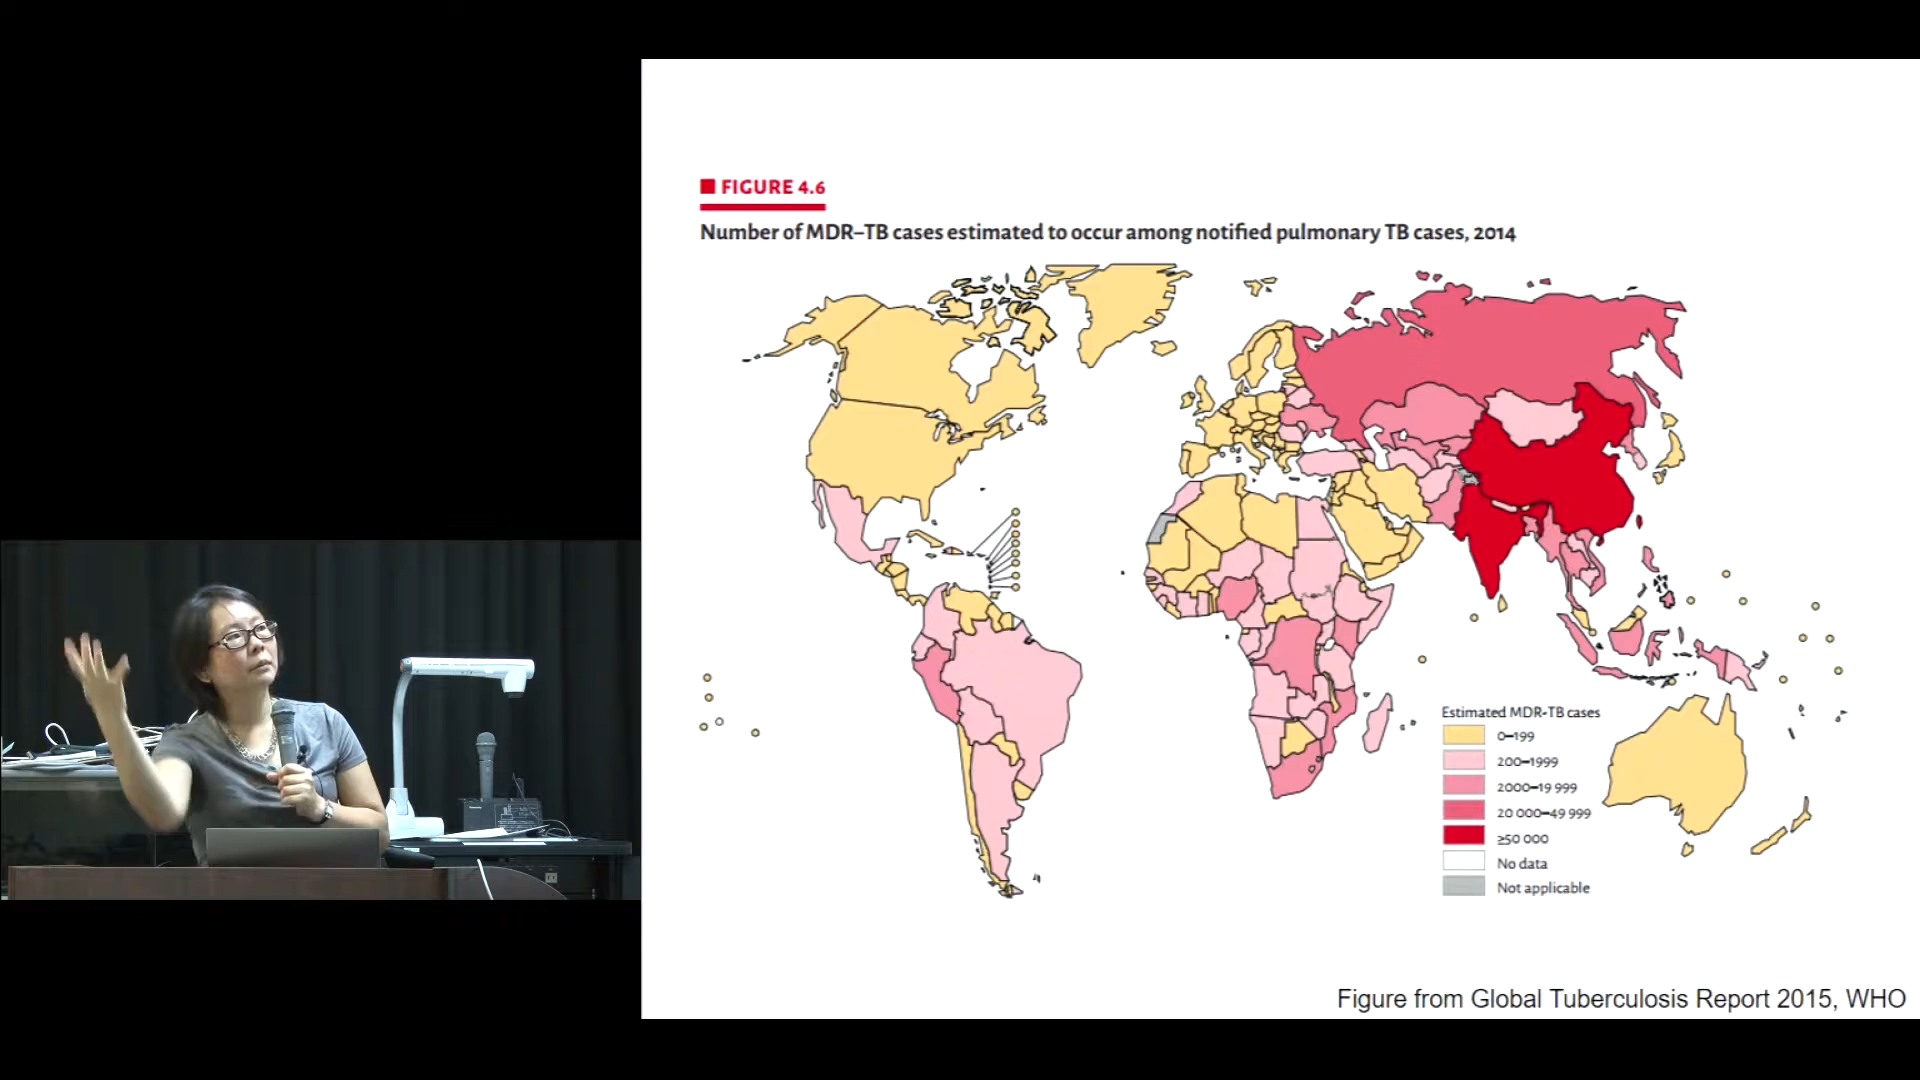 FIGURE 4.6
Number of MDR–TB cases estimated to occur among notified pulmonary TB cases, 2014
Estimated MDR-TB cases
0–199
200–1999
2000–19 999
20 000–49 999
≥50 000
No data
Not applicable
Figure from Global Tuberculosis Report 2015, WHO